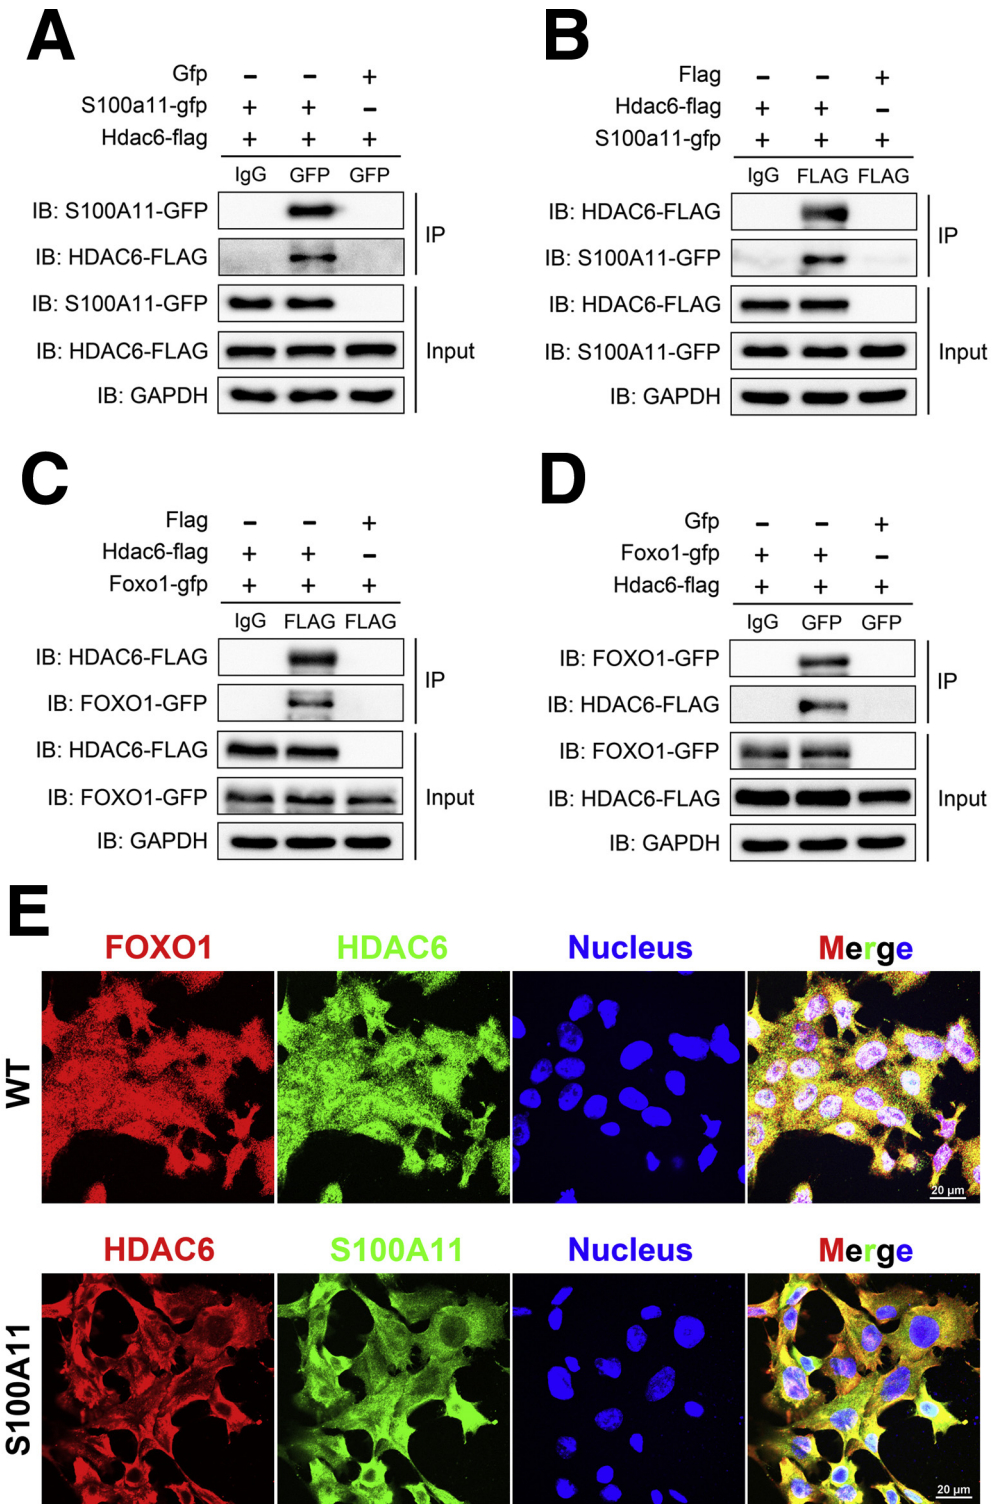 A
Gfp - - +
S100a11-gfp + + -
Hdac6-flag + + +
IgG GFP GFP
IB: S100A11-GFP
IB: HDAC6-FLAG
IP
IB: S100A11-GFP
IB: HDAC6-FLAG
IB: GAPDH
Input
B
Flag - - +
Hdac6-flag + + -
S100a11-gfp + + +
IgG FLAG FLAG
IB: HDAC6-FLAG
IB: S100A11-GFP
IP
IB: HDAC6-FLAG
IB: S100A11-GFP
IB: GAPDH
Input
C
Flag - - +
Hdac6-flag + + -
Foxo1-gfp + + +
IgG FLAG FLAG
IB: HDAC6-FLAG
IB: FOXO1-GFP
IP
IB: HDAC6-FLAG
IB: FOXO1-GFP
IB: GAPDH
Input
D
Gfp - - +
Foxo1-gfp + + -
Hdac6-flag + + +
IgG GFP GFP
IB: FOXO1-GFP
IB: HDAC6-FLAG
IP
IB: FOXO1-GFP
IB: HDAC6-FLAG
IB: GAPDH
Input
E
FOXO1 HDAC6 Nucleus Merge
WT
20 µm
HDAC6 S100A11 Nucleus Merge
S100A11
20 µm